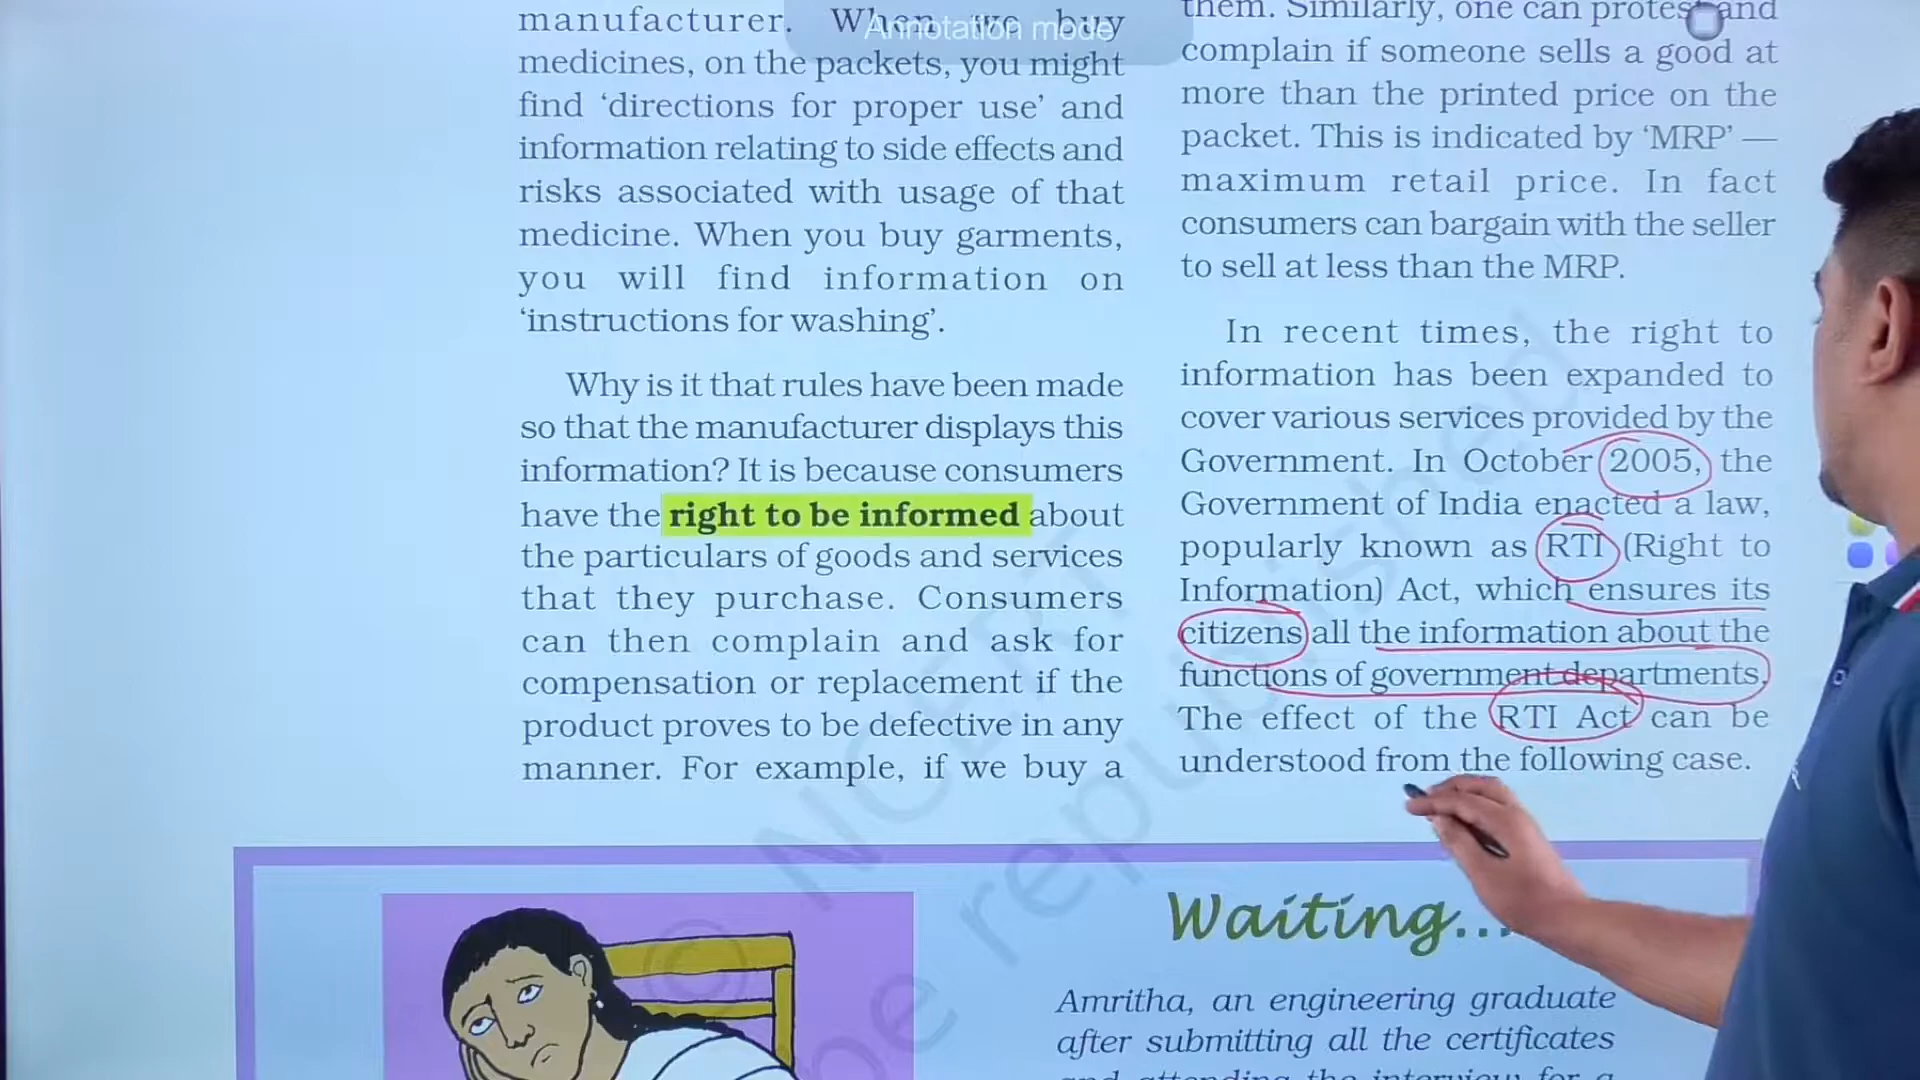 Annotation mode
manufacturer. When we buy
medicines, on the packets, you might
find ‘directions for proper use’ and
information relating to side effects and
risks associated with usage of that
medicine. When you buy garments,
you will find information on
‘instructions for washing’.
Why is it that rules have been made
so that the manufacturer displays this
information? It is because consumers
have the right to be informed about
the particulars of goods and services
that they purchase. Consumers
can then complain and ask for
compensation or replacement if the
product proves to be defective in any
manner. For example, if we buy a
them. Similarly, one can protest and
complain if someone sells a good at
more than the printed price on the
packet. This is indicated by ‘MRP’ —
maximum retail price. In fact
consumers can bargain with the seller
to sell at less than the MRP.
In recent times, the right to
information has been expanded to
cover various services provided by the
Government. In October 2005, the
Government of India enacted a law,
popularly known as RTI (Right to
Information) Act, which ensures its
citizens all the information about the
functions of government departments.
The effect of the RTI Act can be
understood from the following case.
Waiting...
Amritha, an engineering graduate
after submitting all the certificates
and attending the interview for a
© NCERT
be republished